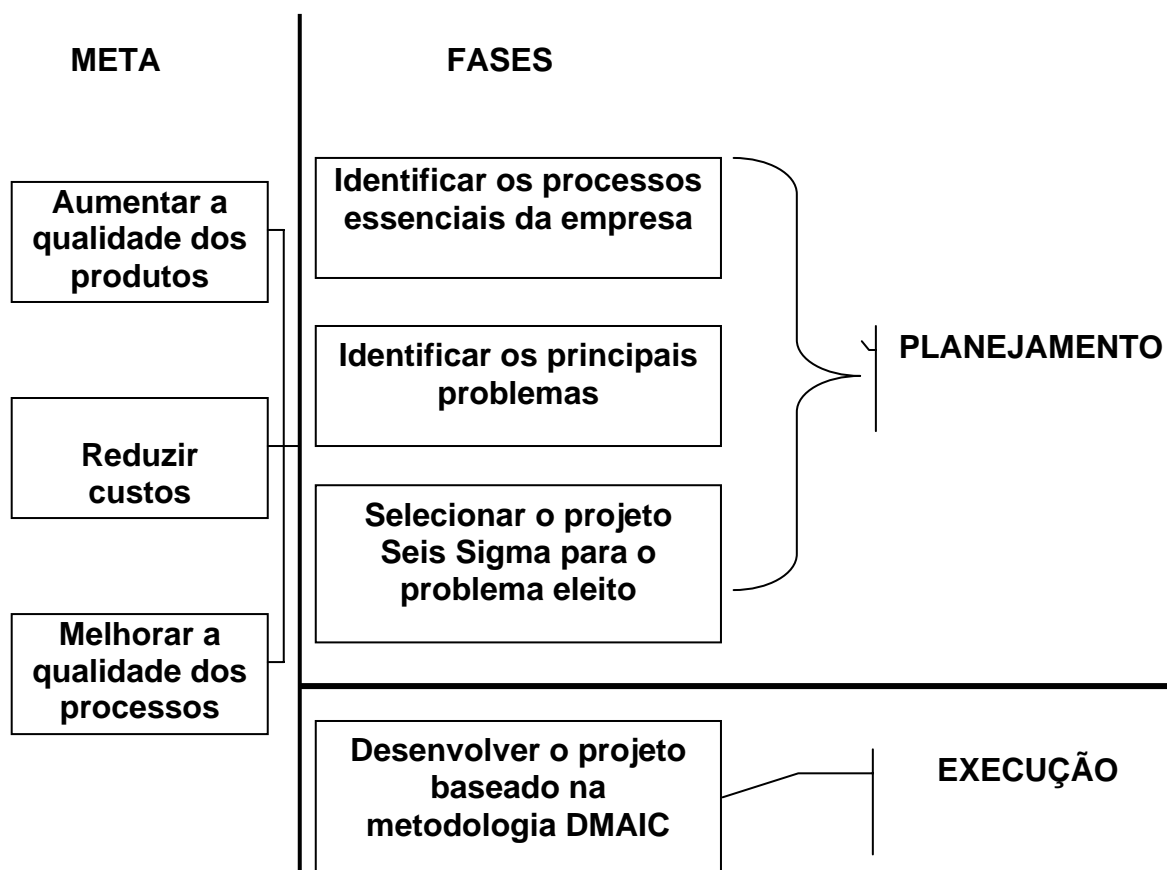 META
FASES
Aumentar a
qualidade dos
produtos
Reduzir
custos
Melhorar a
qualidade dos
processos
Identificar os processos
essenciais da empresa
Identificar os principais
problemas
Selecionar o projeto
Seis Sigma para o
problema eleito
PLANEJAMENTO
Desenvolver o projeto
baseado na
metodologia DMAIC
EXECUÇÃO